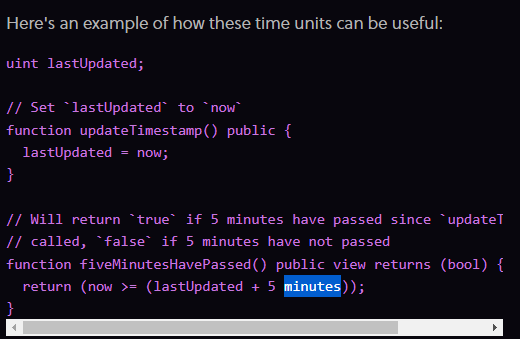 Here's an example of how these time units can be useful:
uint lastUpdated;
// Set `lastUpdated` to `now`
function updateTimestamp() public {
  lastUpdated = now;
}
// Will return `true` if 5 minutes have passed since `updateT
// called, `false` if 5 minutes have not passed
function fiveMinutesHavePassed() public view returns (bool) {
  return (now >= (lastUpdated + 5 minutes));
}